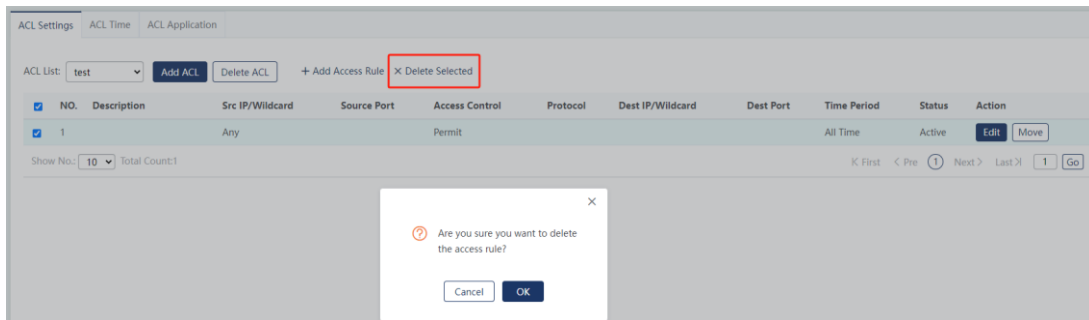 ACL Settings ACL Time ACL Application
ACL List: test Add ACL Delete ACL + Add Access Rule × Delete Selected
NO. Description Src IP/Wildcard Source Port Access Control Protocol Dest IP/Wildcard Dest Port Time Period Status Action
1 Any Permit All Time Active Edit Move
Show No.: 10 Total Count:1 First Pre 1 Next Last 1 Go
Are you sure you want to delete
the access rule?
Cancel OK